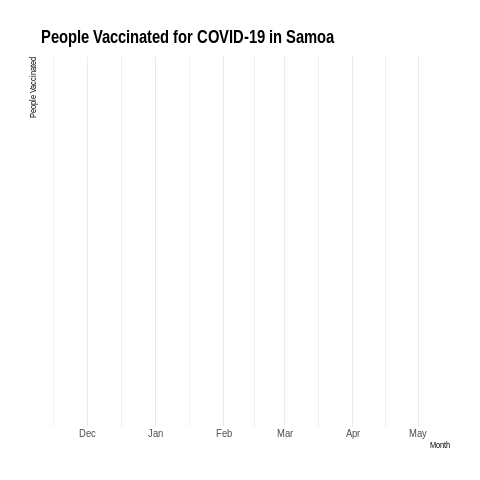 People Vaccinated for COVID-19 in Samoa
People Vaccinated
Dec Jan Feb Mar Apr May
Month